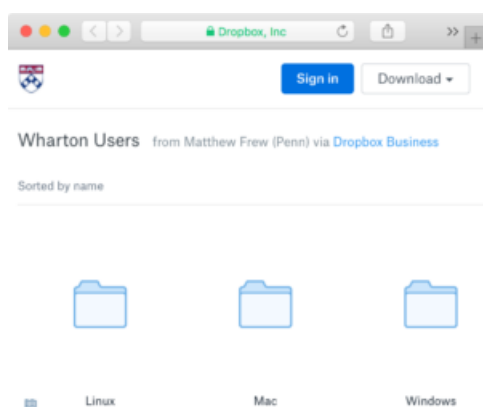 Dropbox, Inc
Sign in Download
Wharton Users from Matthew Frew (Penn) via Dropbox Business
Sorted by name
Linux Mac Windows